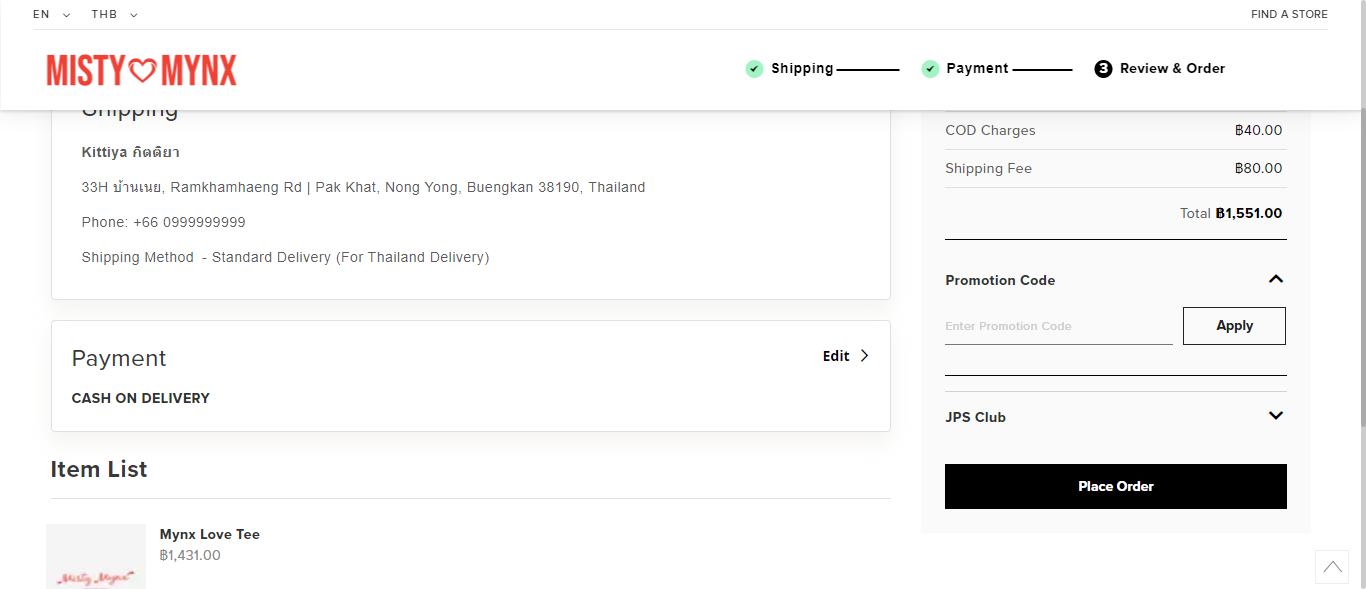 EN
THB
FIND A STORE
MISTY MYNX
Shipping
Payment
3 Review & Order
Shipping
Kittiya กิตติยา
33H บ้านเนย, Ramkhamhaeng Rd | Pak Khat, Nong Yong, Buengkan 38190, Thailand
Phone: +66 0999999999
Shipping Method - Standard Delivery (For Thailand Delivery)
Payment
Edit
CASH ON DELIVERY
Item List
Misty Mynx
Mynx Love Tee
฿1,431.00
COD Charges ฿40.00
Shipping Fee ฿80.00
Total ฿1,551.00
Promotion Code
Enter Promotion Code
Apply
JPS Club
Place Order